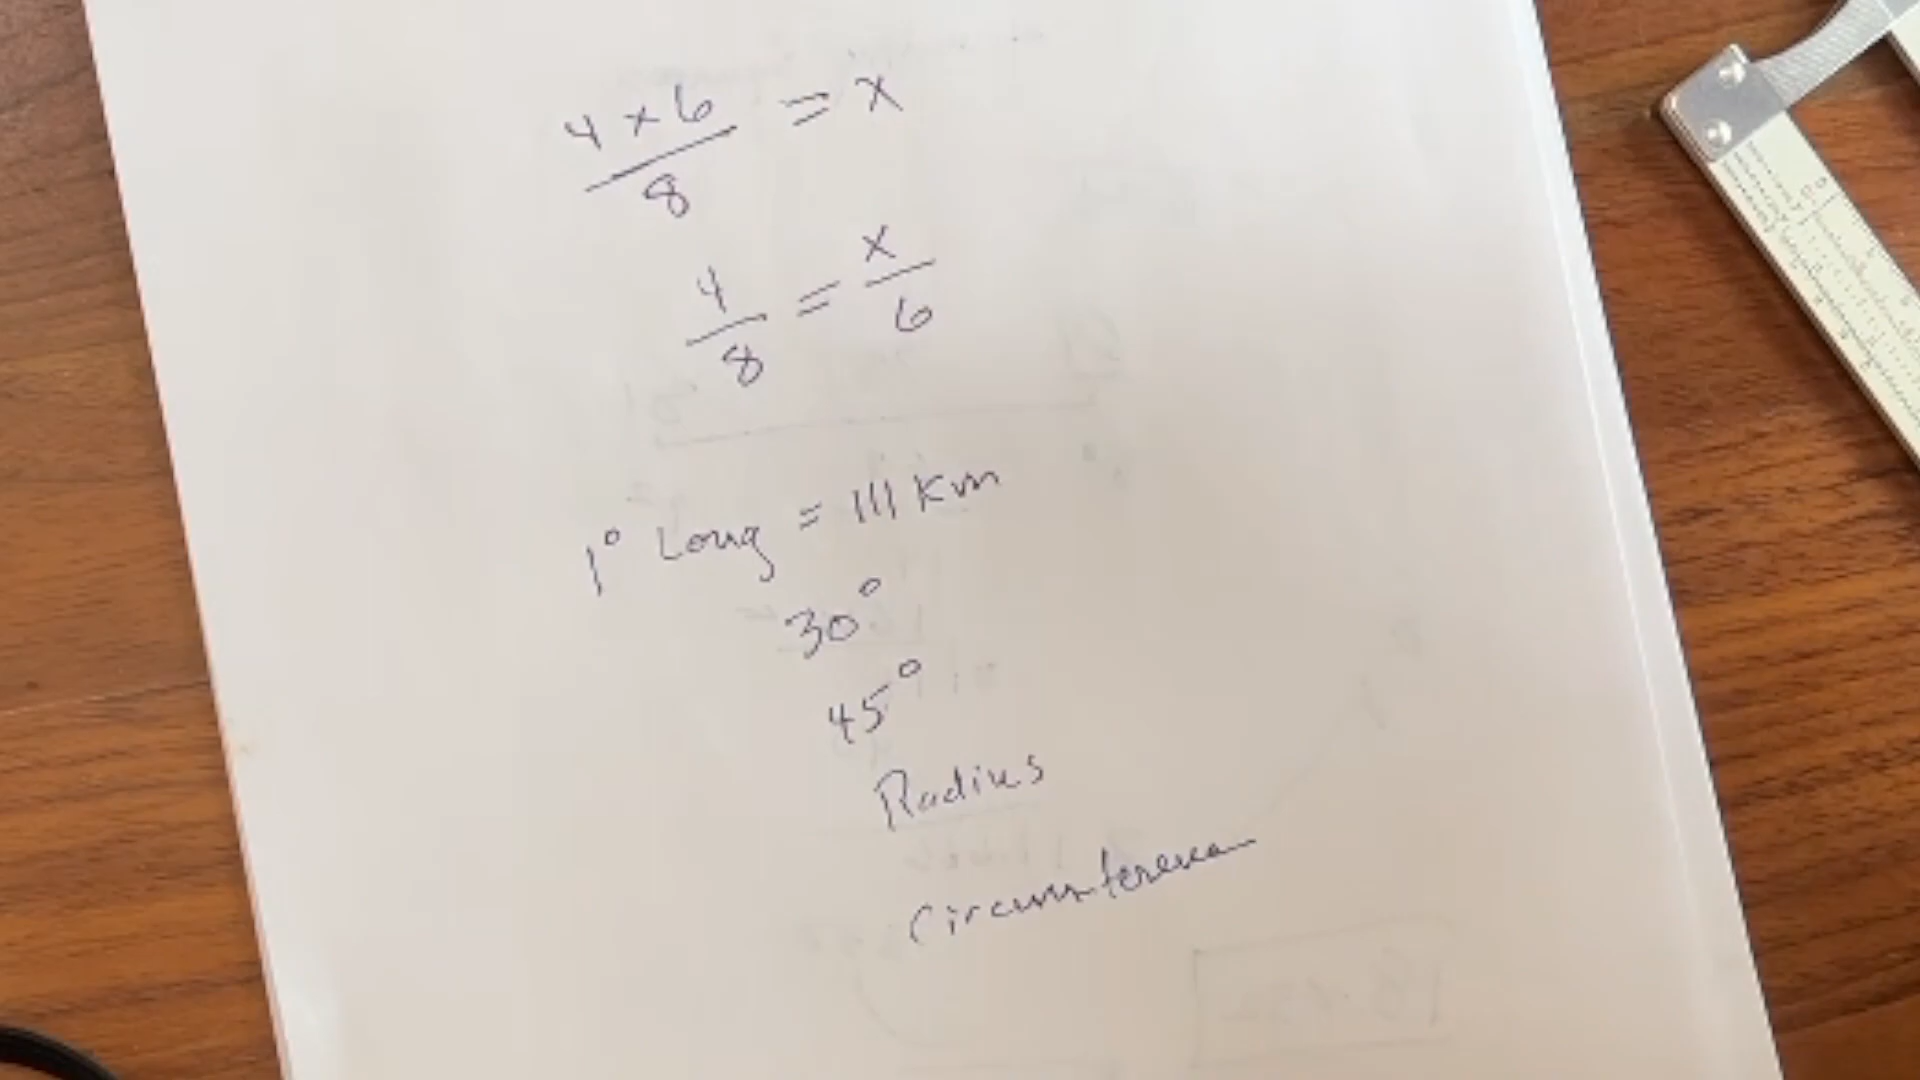 4 x 6 = x
8
4 = x
8 6
1° Long = 111 Km
30°
45°
Radius
Circumference